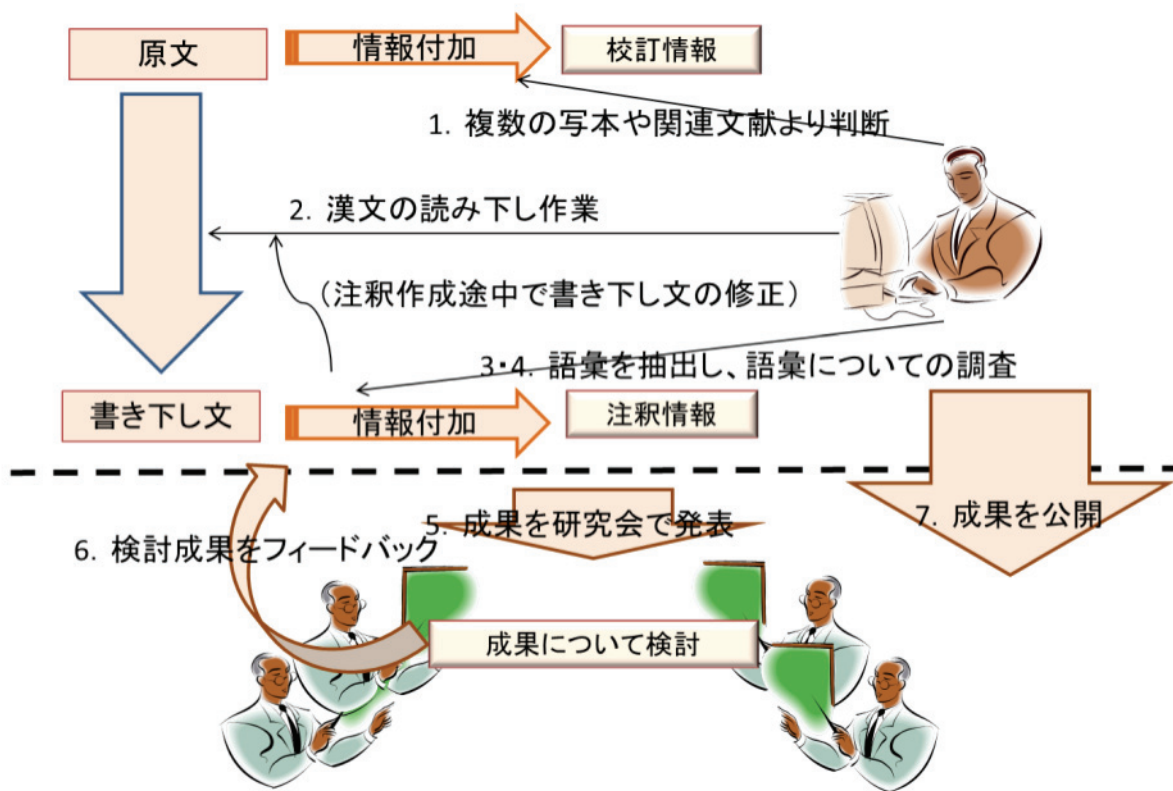 原文
情報付加
校訂情報
1. 複数の写本や関連文献より判断
2. 漢文の読み下し作業
（注釈作成途中で書き下し文の修正）
3・4. 語彙を抽出し、語彙についての調査
書き下し文
情報付加
注釈情報
5. 成果を研究会で発表
7. 成果を公開
6. 検討成果をフィードバック
成果について検討